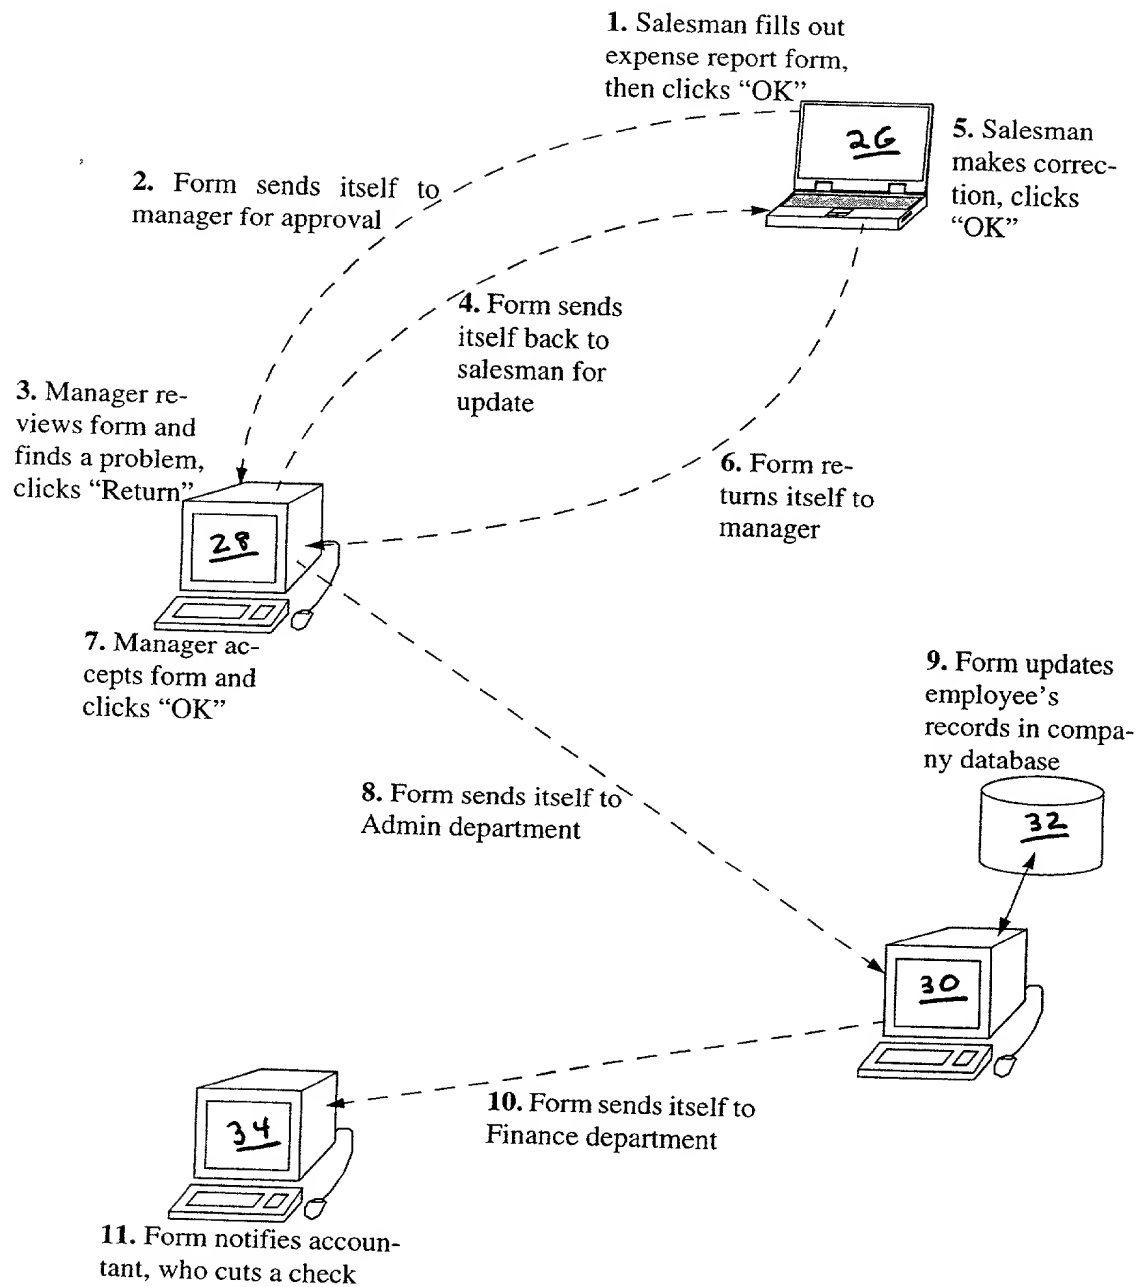 1. Salesman fills out
expense report form,
then clicks “OK”
26
5. Salesman
makes correc-
tion, clicks
“OK”
2. Form sends itself to
manager for approval
4. Form sends
itself back to
salesman for
update
3. Manager re-
views form and
finds a problem,
clicks “Return”
28
6. Form re-
turns itself to
manager
7. Manager ac-
cepts form and
clicks “OK”
9. Form updates
employee’s
records in compa-
ny database
32
8. Form sends itself to
Admin department
30
10. Form sends itself to
Finance department
34
11. Form notifies accoun-
tant, who cuts a check